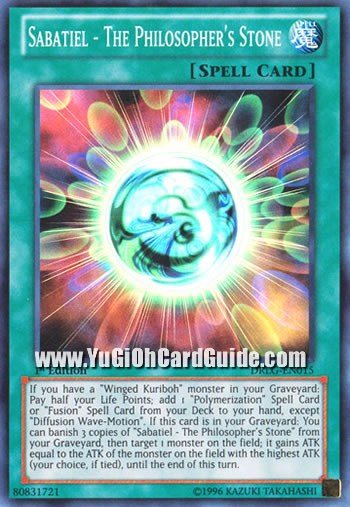 SABATIEL - THE PHILOSOPHER'S STONE
魔
[SPELL CARD]
1st Edition
DRLG-EN015
www.YuGiOhCardGuide.com
If you have a "Winged Kuriboh" monster in your Graveyard:
Pay half your Life Points; add 1 "Polymerization" Spell Card
or "Fusion" Spell Card from your Deck to your hand, except
"Diffusion Wave-Motion". If this card is in your Graveyard: You
can banish 3 copies of "Sabatiel - The Philosopher's Stone" from
your Graveyard, then target 1 monster on the field; it gains ATK
equal to the ATK of the monster on the field with the highest ATK
(your choice, if tied), until the end of this turn.
80831721
©1996 KAZUKI TAKAHASHI